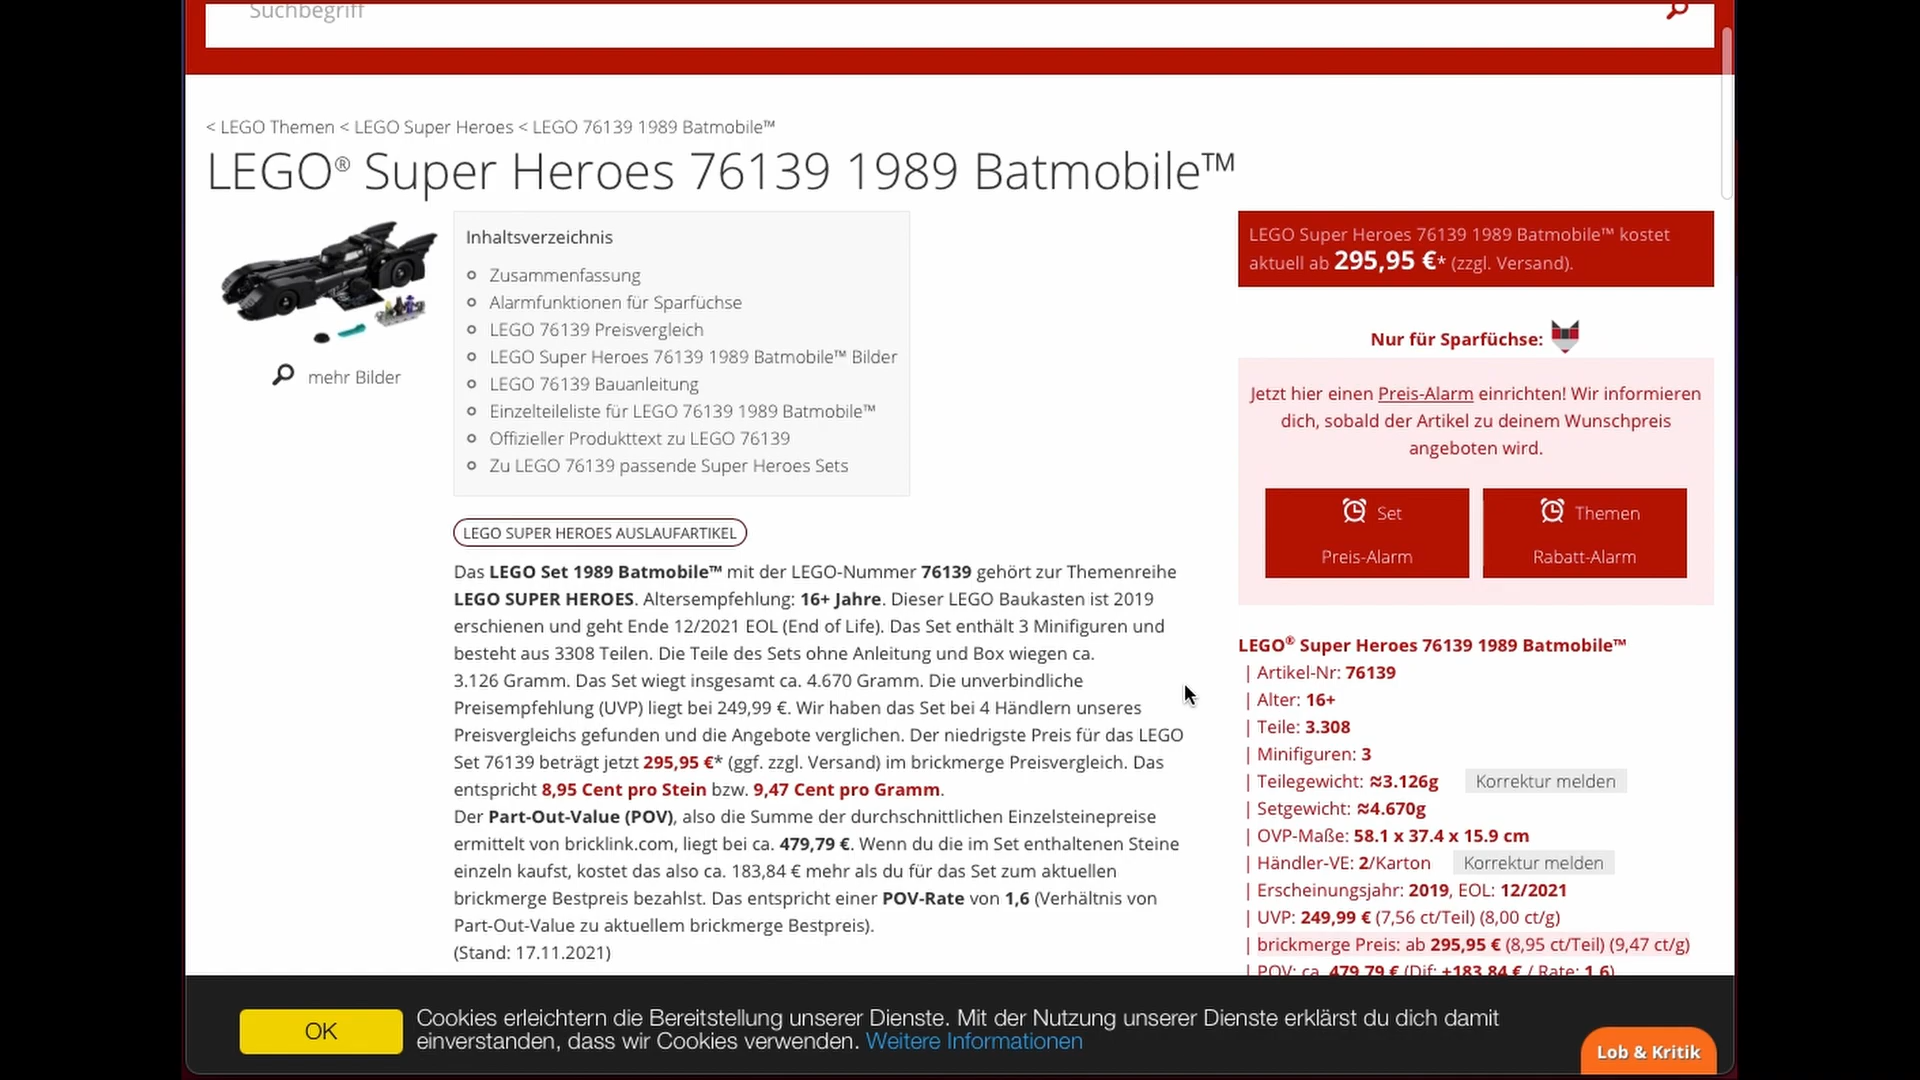 Suchbegriff
< LEGO Themen < LEGO Super Heroes < LEGO 76139 1989 Batmobile™
LEGO® Super Heroes 76139 1989 Batmobile™
mehr Bilder
Inhaltsverzeichnis
Zusammenfassung
Alarmfunktionen für Sparfüchse
LEGO 76139 Preisvergleich
LEGO Super Heroes 76139 1989 Batmobile™ Bilder
LEGO 76139 Bauanleitung
Einzelteileliste für LEGO 76139 1989 Batmobile™
Offizieller Produkttext zu LEGO 76139
Zu LEGO 76139 passende Super Heroes Sets
LEGO SUPER HEROES AUSLAUFARTIKEL
Das LEGO Set 1989 Batmobile™ mit der LEGO-Nummer 76139 gehört zur Themenreihe
LEGO SUPER HEROES. Altersempfehlung: 16+ Jahre. Dieser LEGO Baukasten ist 2019
erschienen und geht Ende 12/2021 EOL (End of Life). Das Set enthält 3 Minifiguren und
besteht aus 3308 Teilen. Die Teile des Sets ohne Anleitung und Box wiegen ca.
3.126 Gramm. Das Set wiegt insgesamt ca. 4.670 Gramm. Die unverbindliche
Preisempfehlung (UVP) liegt bei 249,99 €. Wir haben das Set bei 4 Händlern unseres
Preisvergleichs gefunden und die Angebote verglichen. Der niedrigste Preis für das LEGO
Set 76139 beträgt jetzt 295,95 €* (ggf. zzgl. Versand) im brickmerge Preisvergleich. Das
entspricht 8,95 Cent pro Stein bzw. 9,47 Cent pro Gramm.
Der Part-Out-Value (POV), also die Summe der durchschnittlichen Einzelsteinepreise
ermittelt von bricklink.com, liegt bei ca. 479,79 €. Wenn du die im Set enthaltenen Steine
einzeln kaufst, kostet das also ca. 183,84 € mehr als du für das Set zum aktuellen
brickmerge Bestpreis bezahlst. Das entspricht einer POV-Rate von 1,6 (Verhältnis von
Part-Out-Value zu aktuellem brickmerge Bestpreis).
(Stand: 17.11.2021)
LEGO Super Heroes 76139 1989 Batmobile™ kostet
aktuell ab 295,95 €* (zzgl. Versand).
Nur für Sparfüchse:
Jetzt hier einen Preis-Alarm einrichten! Wir informieren
dich, sobald der Artikel zu deinem Wunschpreis
angeboten wird.
Set
Preis-Alarm
Themen
Rabatt-Alarm
LEGO® Super Heroes 76139 1989 Batmobile™
| Artikel-Nr: 76139
| Alter: 16+
| Teile: 3.308
| Minifiguren: 3
| Teilegewicht: ≈3.126g Korrektur melden
| Setgewicht: ≈4.670g
| OVP-Maße: 58.1 x 37.4 x 15.9 cm
| Händler-VE: 2/Karton Korrektur melden
| Erscheinungsjahr: 2019, EOL: 12/2021
| UVP: 249,99 € (7,56 ct/Teil) (8,00 ct/g)
| brickmerge Preis: ab 295,95 € (8,95 ct/Teil) (9,47 ct/g)
| POV: ca. 479,79 € (Dif: +183,84 € / Rate: 1,6)
OK
Cookies erleichtern die Bereitstellung unserer Dienste. Mit der Nutzung unserer Dienste erklärst du dich damit
einverstanden, dass wir Cookies verwenden. Weitere Informationen
Lob & Kritik